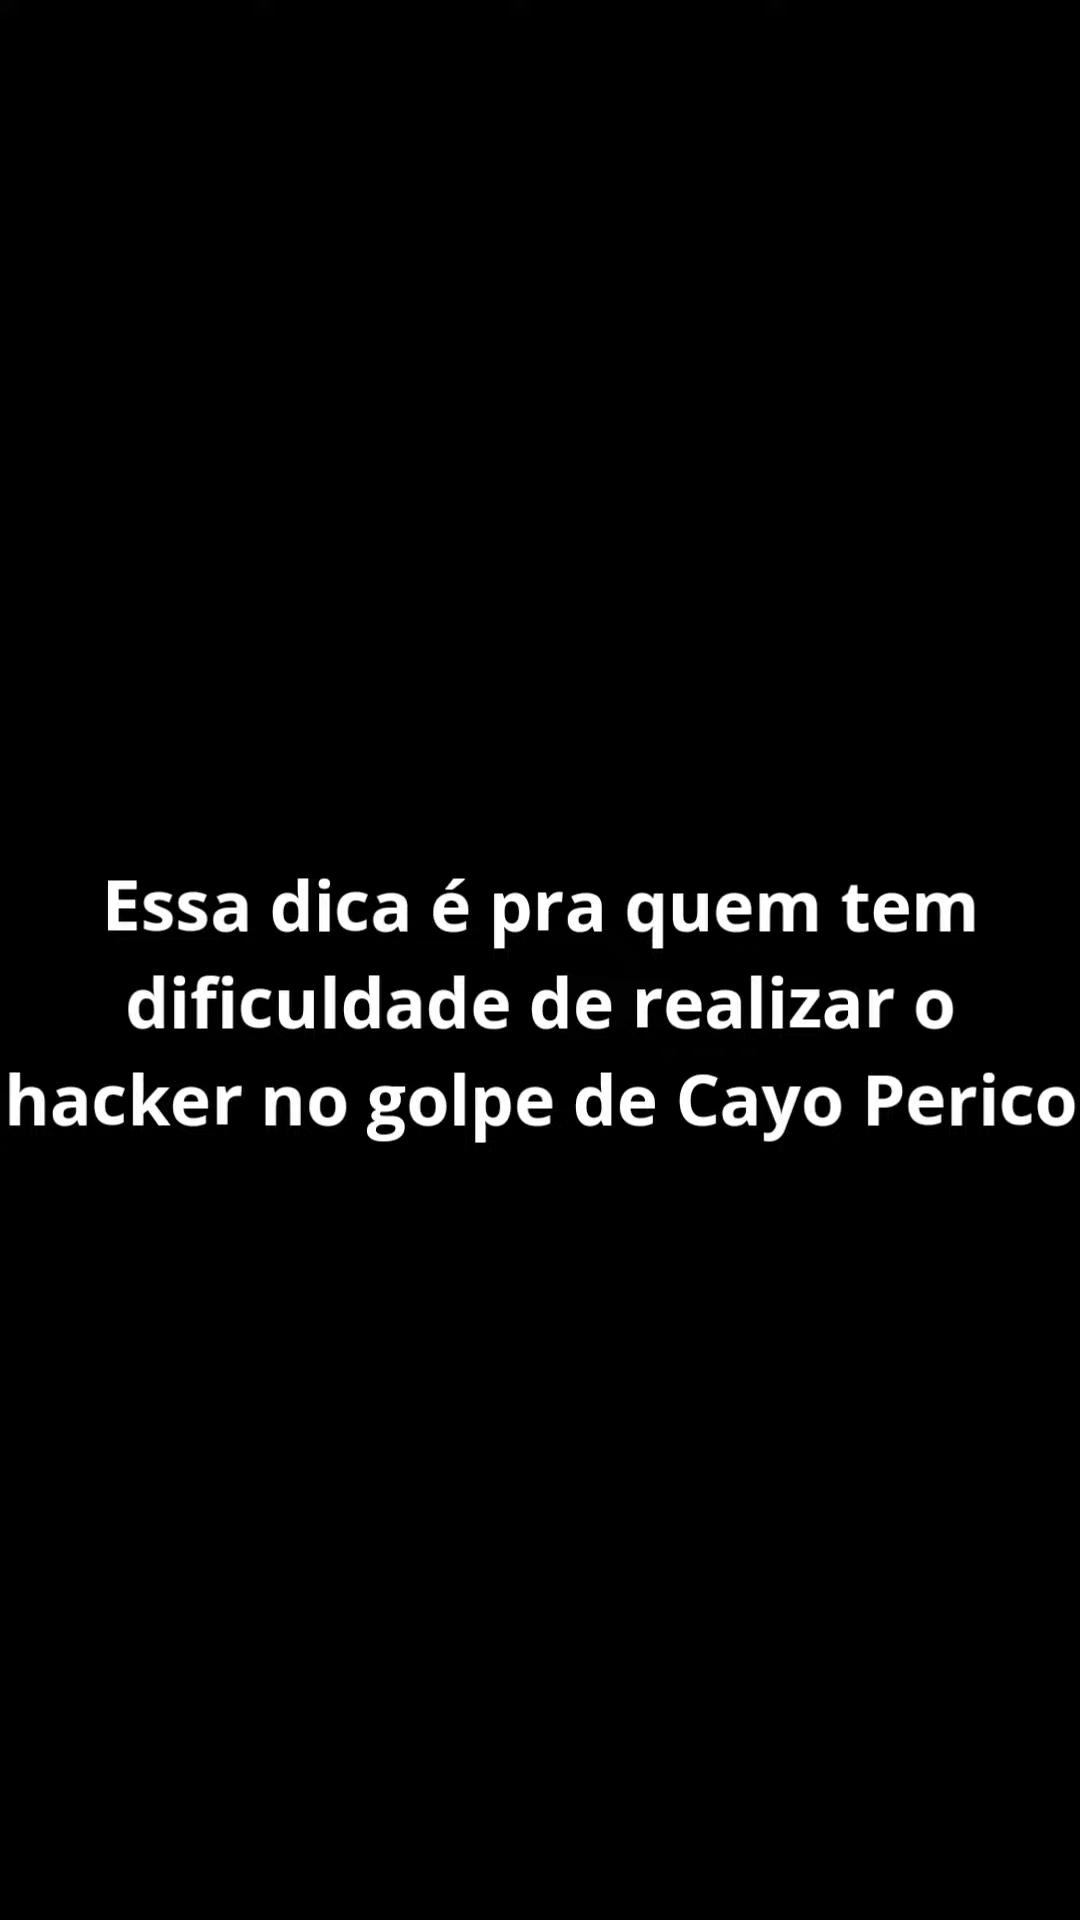 Essa dica é pra quem tem
dificuldade de realizar o
hacker no golpe de Cayo Perico